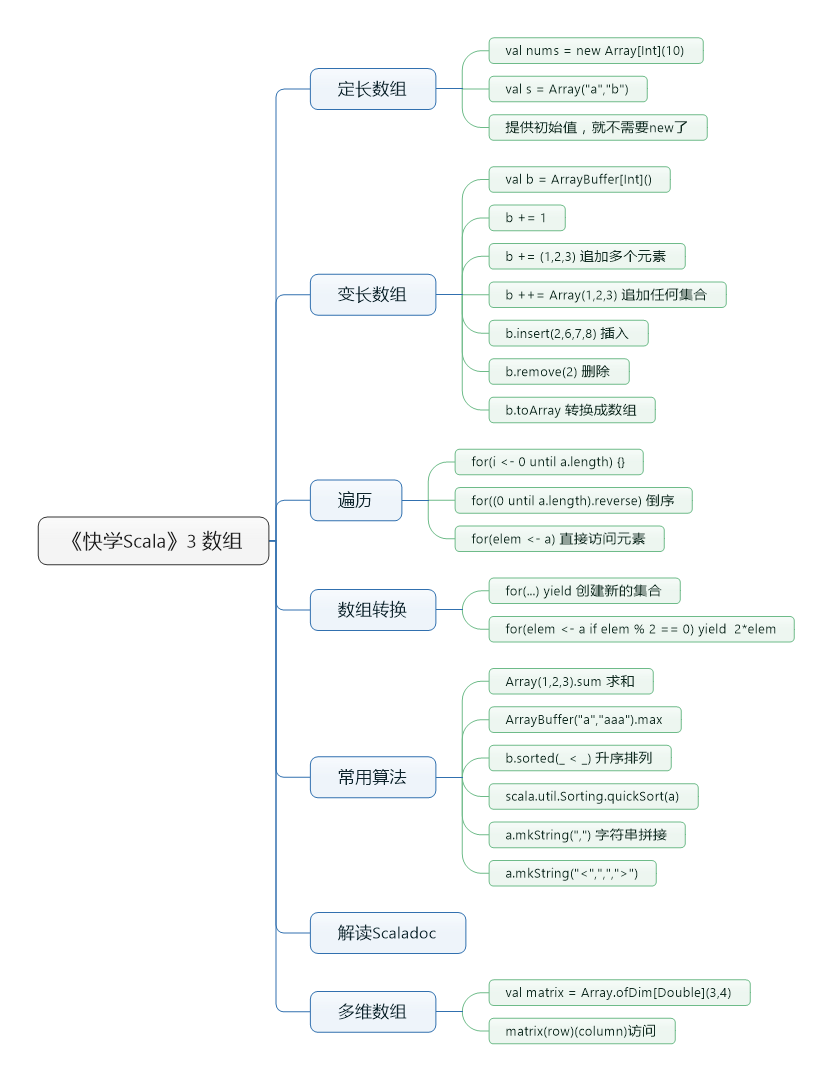 《快学Scala》3 数组
定长数组
val nums = new Array[Int](10)
val s = Array("a","b")
提供初始值，就不需要new了
变长数组
val b = ArrayBuffer[Int]()
b += 1
b += (1,2,3) 追加多个元素
b ++= Array(1,2,3) 追加任何集合
b.insert(2,6,7,8) 插入
b.remove(2) 删除
b.toArray 转换成数组
遍历
for(i <- 0 until a.length) {}
for((0 until a.length).reverse) 倒序
for(elem <- a) 直接访问元素
数组转换
for(...) yield 创建新的集合
for(elem <- a if elem % 2 == 0) yield  2*elem
常用算法
Array(1,2,3).sum 求和
ArrayBuffer("a","aaa").max
b.sorted(_ < _) 升序排列
scala.util.Sorting.quickSort(a)
a.mkString(",") 字符串拼接
a.mkString("<",",",">")
解读Scaladoc
多维数组
val matrix = Array.ofDim[Double](3,4)
matrix(row)(column)访问